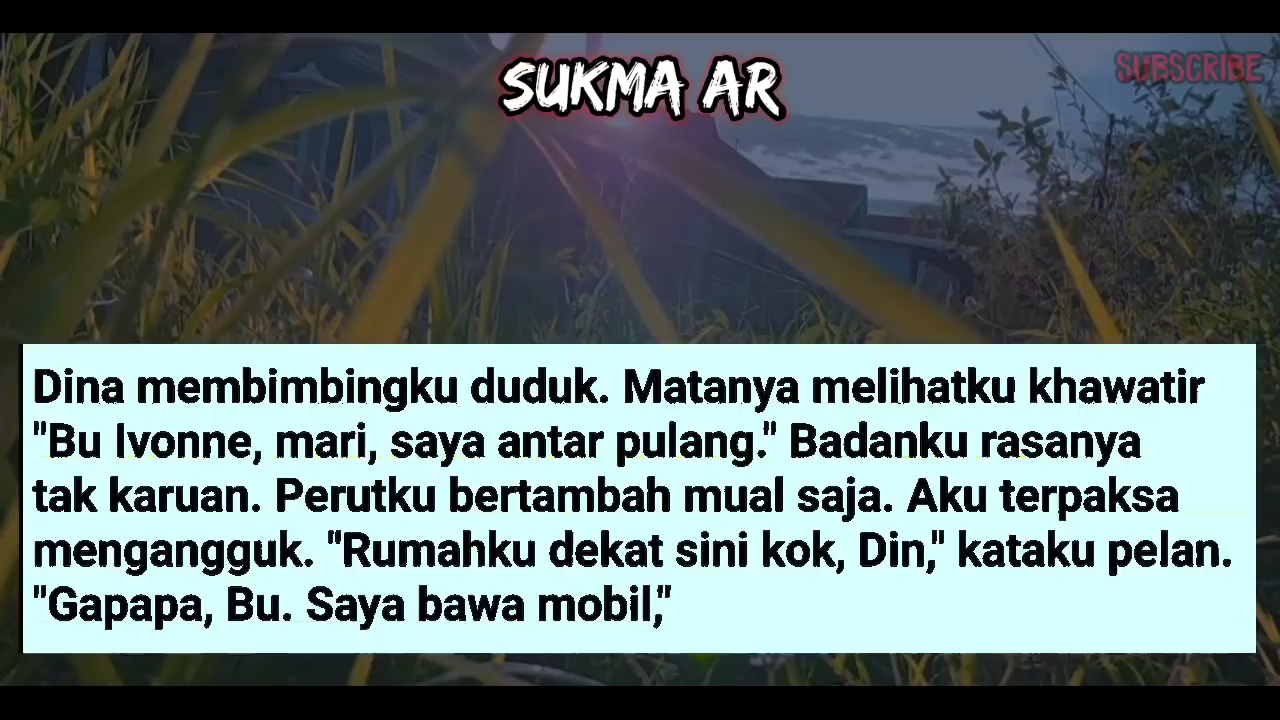 SUKMA AR
SUBSCRIBE
Dina membimbingku duduk. Matanya melihatku khawatir
"Bu Ivonne, mari, saya antar pulang." Badanku rasanya
tak karuan. Perutku bertambah mual saja. Aku terpaksa
mengangguk. "Rumahku dekat sini kok, Din," kataku pelan.
"Gapapa, Bu. Saya bawa mobil,"